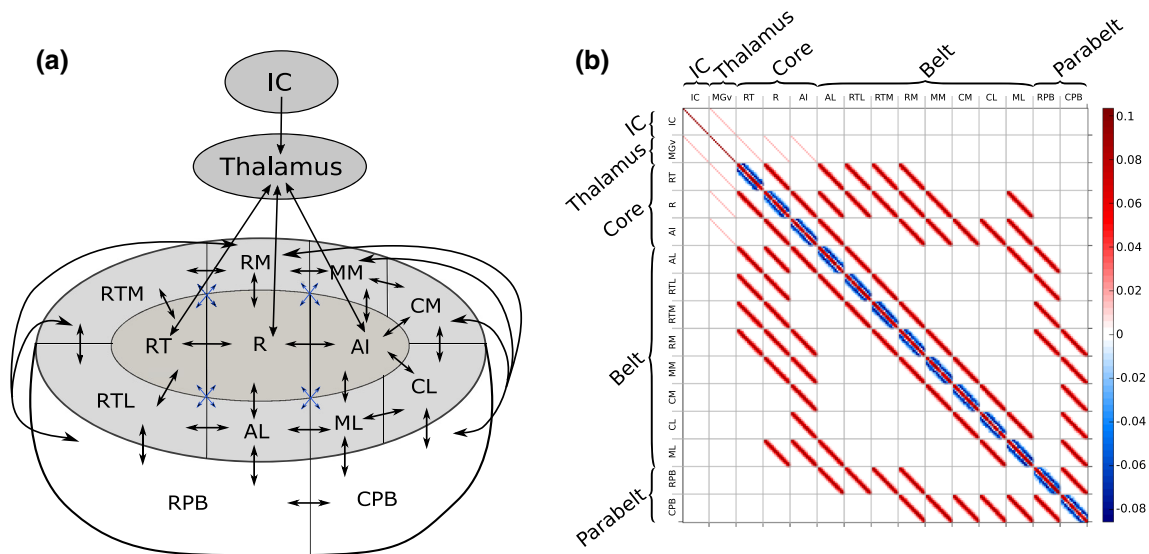 (a)
IC
Thalamus
RM
MM
RTM
CM
RT
R
AI
CL
RTL
AL
ML
RPB
CPB
(b)
IC
Thalamus
Core
Belt
Parabelt
IC MGv RT R AI AL RTL RTM RM MM CM CL ML RPB CPB
IC
Thalamus
Core
Belt
Parabelt
IC
MGv
RT
R
AI
AL
RTL
RTM
RM
MM
CM
CL
ML
RPB
CPB
0.1
0.08
0.06
0.04
0.02
0
-0.02
-0.04
-0.06
-0.08